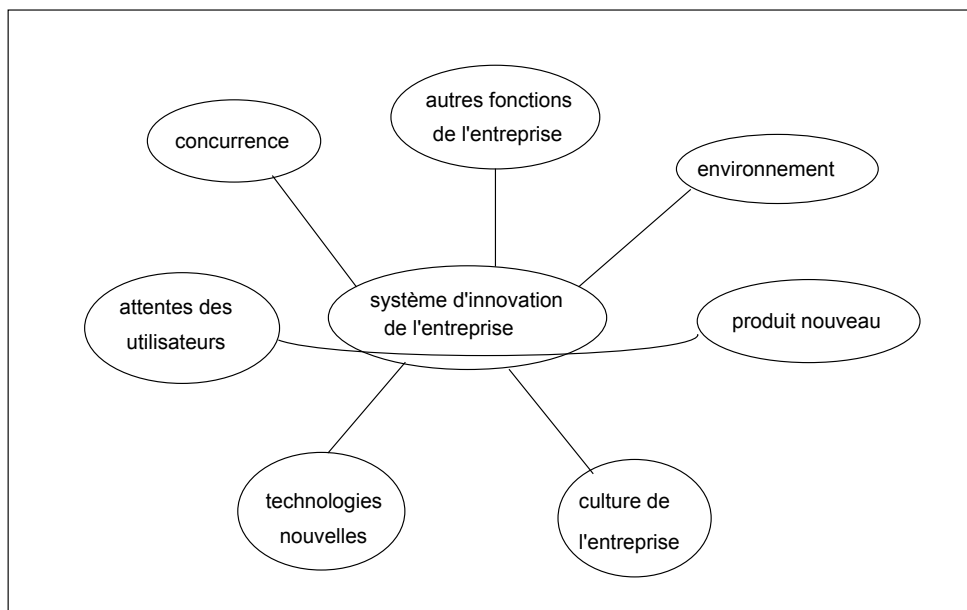 autres fonctions
de l'entreprise
concurrence
environnement
système d'innovation
de l'entreprise
attentes des
utilisateurs
produit nouveau
technologies
nouvelles
culture de
l'entreprise